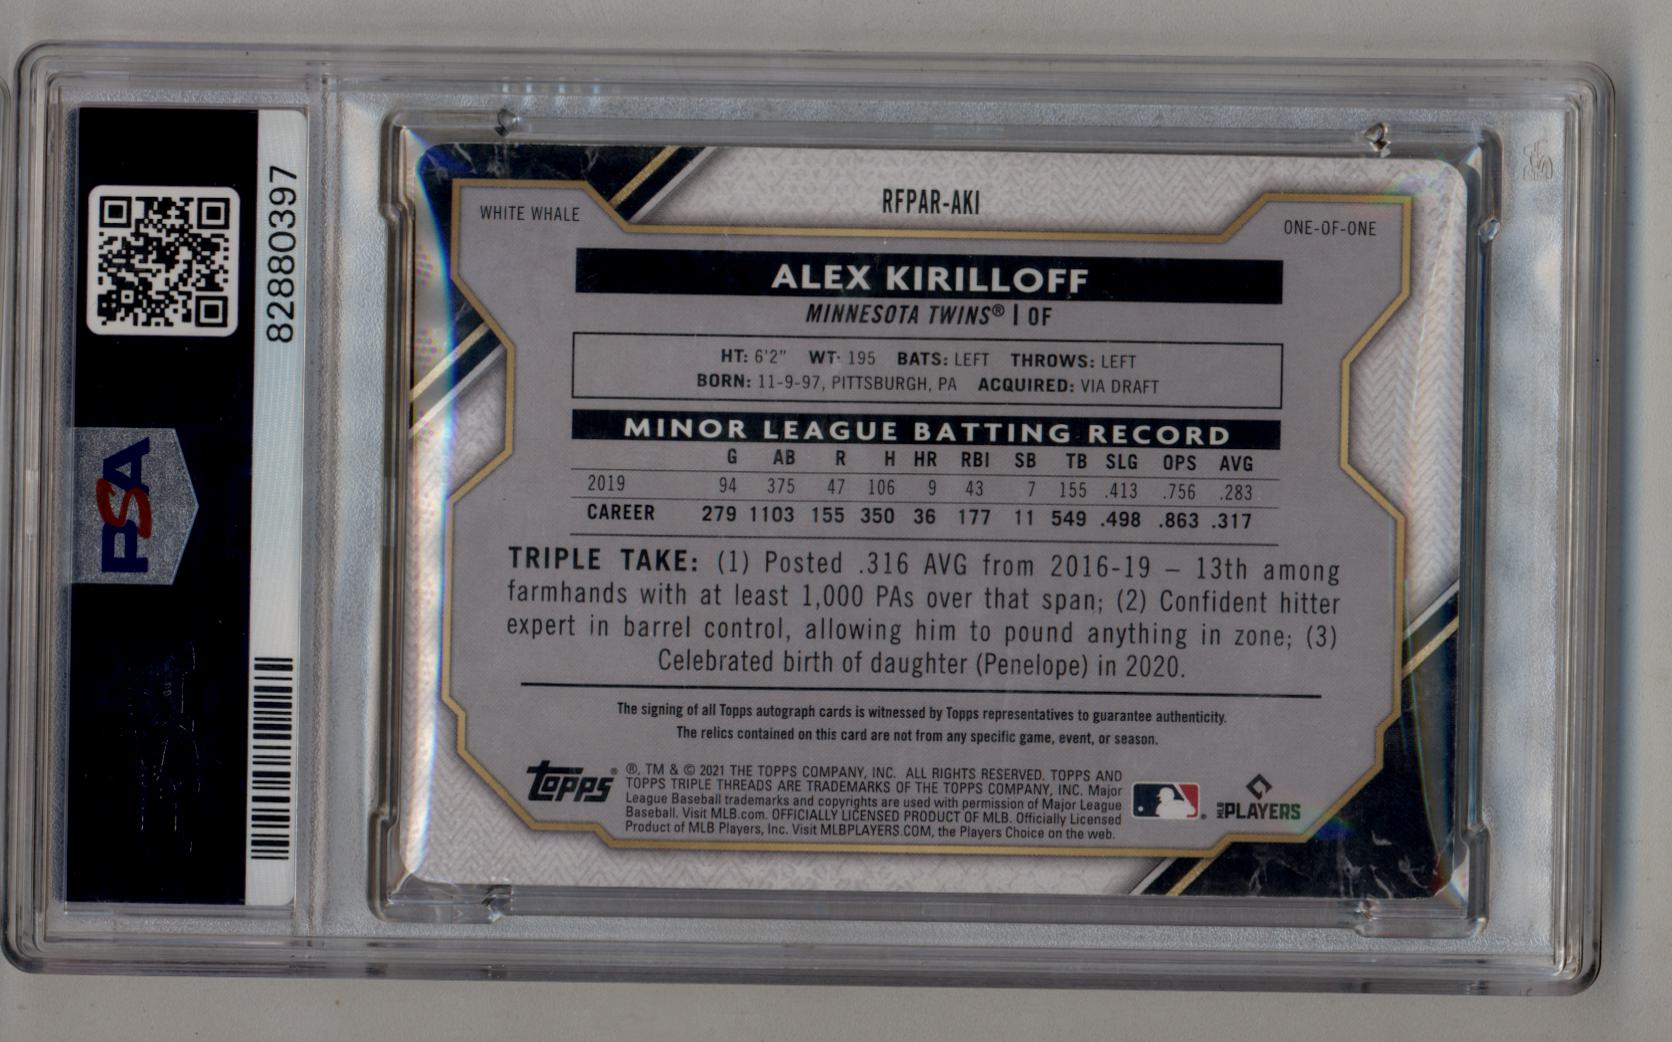 82880397
PSA
RFPAR-AKI
WHITE WHALE
ONE-OF-ONE
ALEX KIRILLOFF
MINNESOTA TWINS® | OF
HT: 6'2" WT: 195 BATS: LEFT THROWS: LEFT
BORN: 11-9-97, PITTSBURGH, PA ACQUIRED: VIA DRAFT
MINOR LEAGUE BATTING RECORD
G AB R H HR RBI SB TB SLG OPS AVG
2019 94 375 47 106 9 43 7 155 .413 .756 .283
CAREER 279 1103 155 350 36 177 11 549 .498 .863 .317
TRIPLE TAKE: (1) Posted .316 AVG from 2016-19 – 13th among
farmhands with at least 1,000 PAs over that span; (2) Confident hitter
expert in barrel control, allowing him to pound anything in zone; (3)
Celebrated birth of daughter (Penelope) in 2020.
The signing of all Topps autograph cards is witnessed by Topps representatives to guarantee authenticity.
The relics contained on this card are not from any specific game, event, or season.
Topps®
®, TM & © 2021 THE TOPPS COMPANY, INC. ALL RIGHTS RESERVED. TOPPS AND
TOPPS TRIPLE THREADS ARE TRADEMARKS OF THE TOPPS COMPANY, INC. Major
League Baseball trademarks and copyrights are used with permission of Major League
Baseball. Visit MLB.com. OFFICIALLY LICENSED PRODUCT OF MLB. Officially Licensed
Product of MLB Players, Inc. Visit MLBPLAYERS.COM, the Players Choice on the web.
MLB PLAYERS